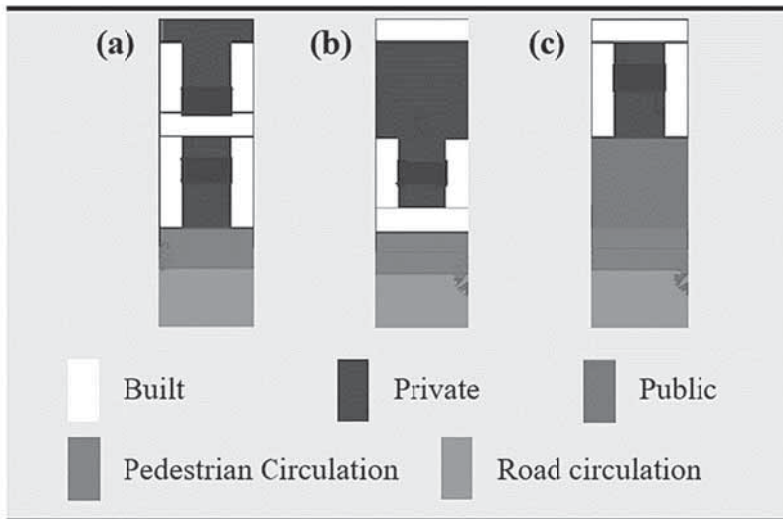 (a) (b) (c)
Built Private Public
Pedestrian Circulation Road circulation